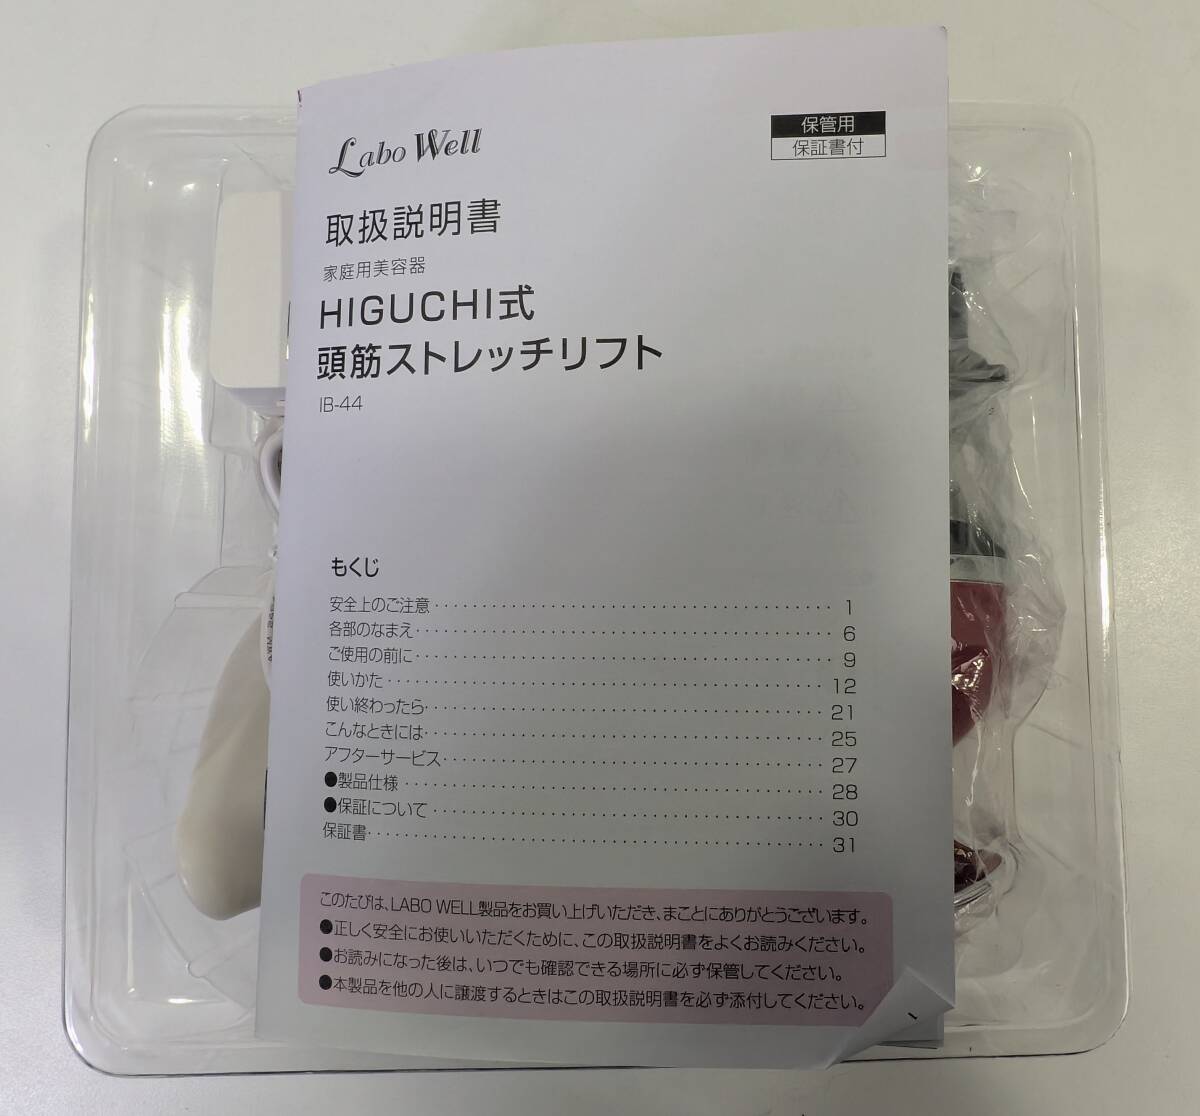 Labo Well
保管用
保証書付
取扱説明書
家庭用美容器
HIGUCHI式
頭筋ストレッチリフト
IB-44
もくじ
安全上のご注意 1
各部のなまえ 6
ご使用の前に 9
使いかた 12
使い終わったら 21
こんなときには 25
アフターサービス 27
●製品仕様 28
●保証について 30
保証書 31
このたびは、LABO WELL製品をお買い上げいただき、まことにありがとうございます。
●正しく安全にお使いいただくために、この取扱説明書をよくお読みください。
●お読みになった後は、いつでも確認できる場所に必ず保管してください。
●本製品を他の人に譲渡するときはこの取扱説明書を必ず添付してください。